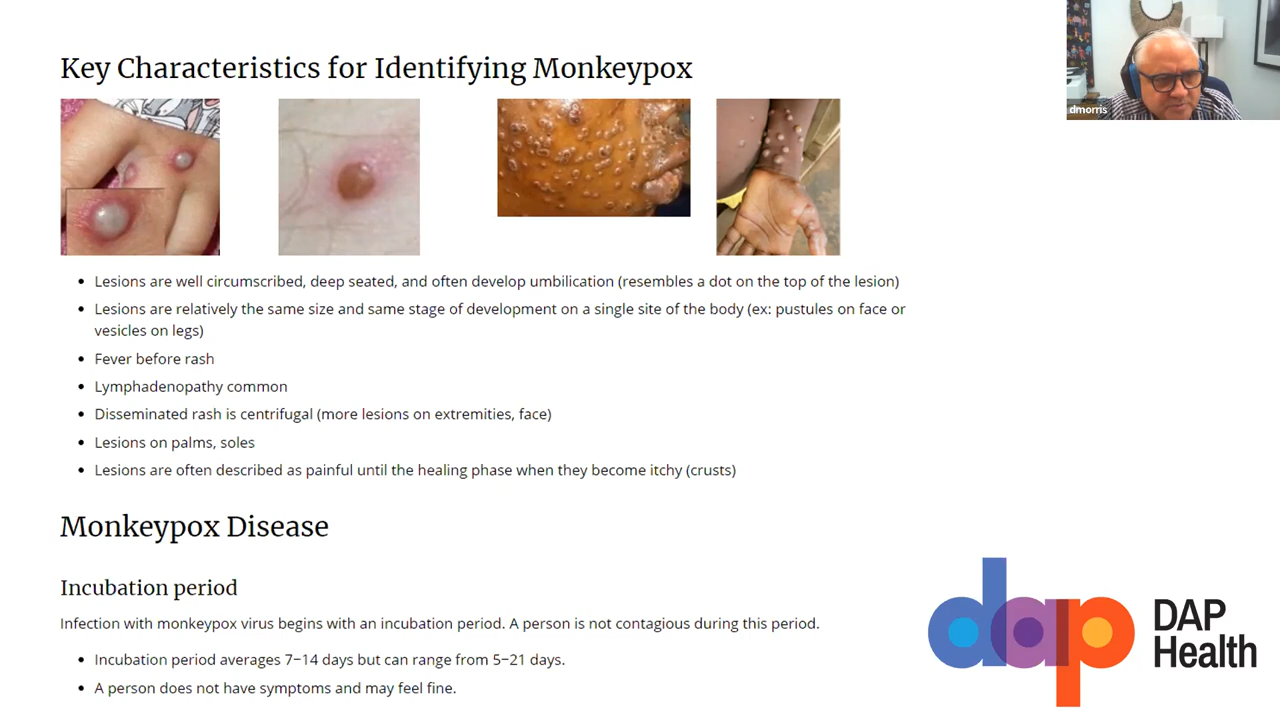 Key Characteristics for Identifying Monkeypox
dmorris
• Lesions are well circumscribed, deep seated, and often develop umbilication (resembles a dot on the top of the lesion)
• Lesions are relatively the same size and same stage of development on a single site of the body (ex: pustules on face or
vesicles on legs)
• Fever before rash
• Lymphadenopathy common
• Disseminated rash is centrifugal (more lesions on extremities, face)
• Lesions on palms, soles
• Lesions are often described as painful until the healing phase when they become itchy (crusts)
Monkeypox Disease
Incubation period
Infection with monkeypox virus begins with an incubation period. A person is not contagious during this period.
• Incubation period averages 7−14 days but can range from 5−21 days.
• A person does not have symptoms and may feel fine.
dap
DAP
Health